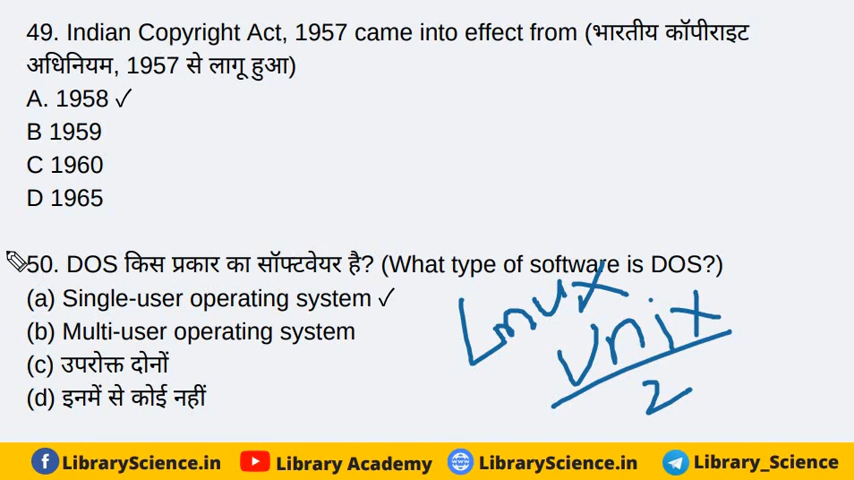 49. Indian Copyright Act, 1957 came into effect from (भारतीय कॉपीराइट
अधिनियम, 1957 से लागू हुआ)
A. 1958 ✓
B 1959
C 1960
D 1965
50. DOS किस प्रकार का सॉफ्टवेयर है? (What type of software is DOS?)
(a) Single-user operating system ✓
(b) Multi-user operating system
(c) उपरोक्त दोनों
(d) इनमें से कोई नहीं
Linux
Unix
2
LibraryScience.in Library Academy LibraryScience.in Library_Science